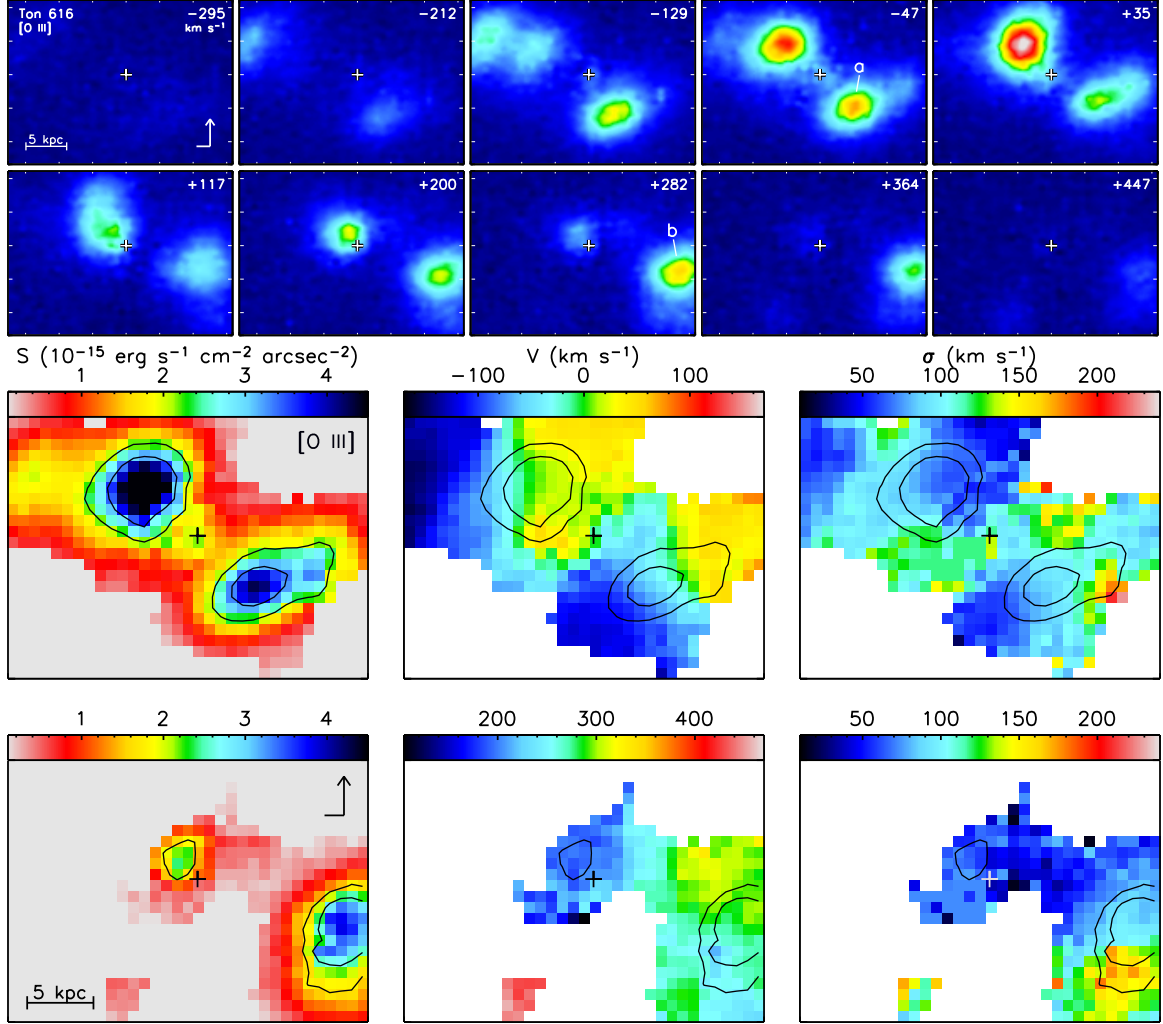 Ton 616 −295 −212 −129 −47 +35
[O III] km s⁻¹
a
5 kpc
+117 +200 +282 +364 +447
b
S (10⁻¹⁵ erg s⁻¹ cm⁻² arcsec⁻²) V (km s⁻¹) σ (km s⁻¹)
1 2 3 4 −100 0 100 50 100 150 200
[O III]
1 2 3 4 200 300 400 50 100 150 200
5 kpc